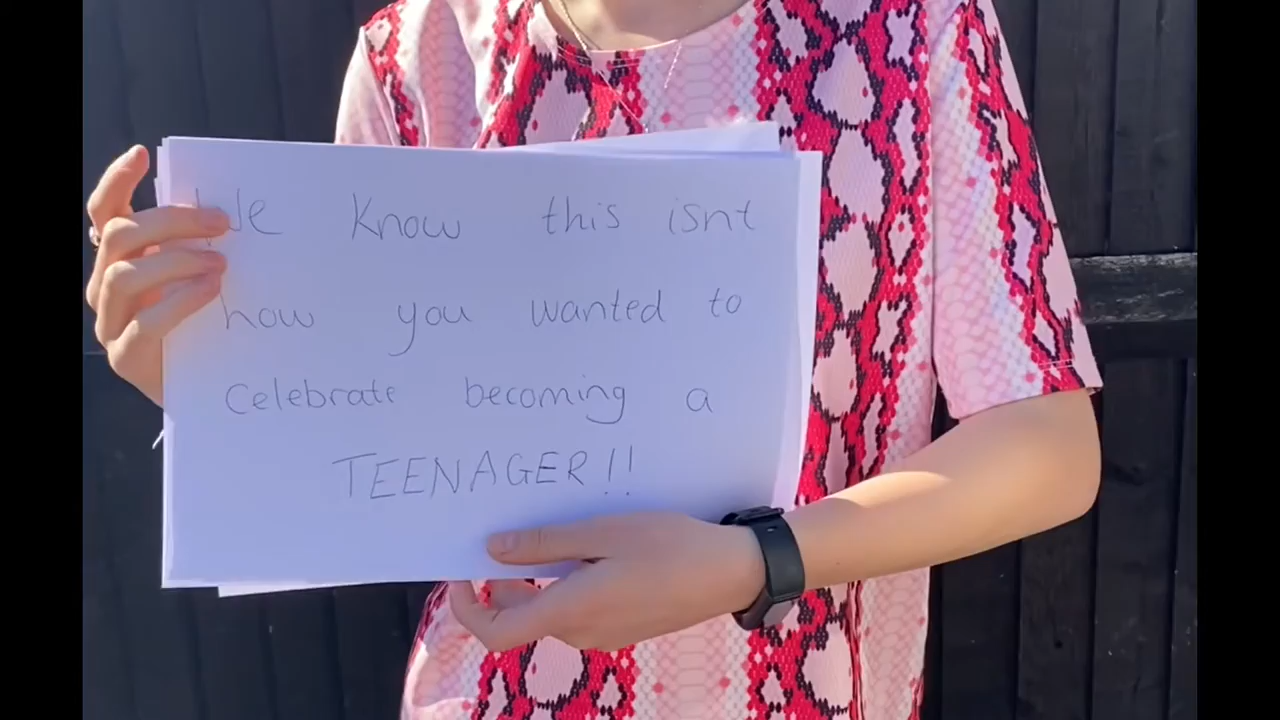 We know this isnt
how you wanted to
celebrate becoming a
TEENAGER!!